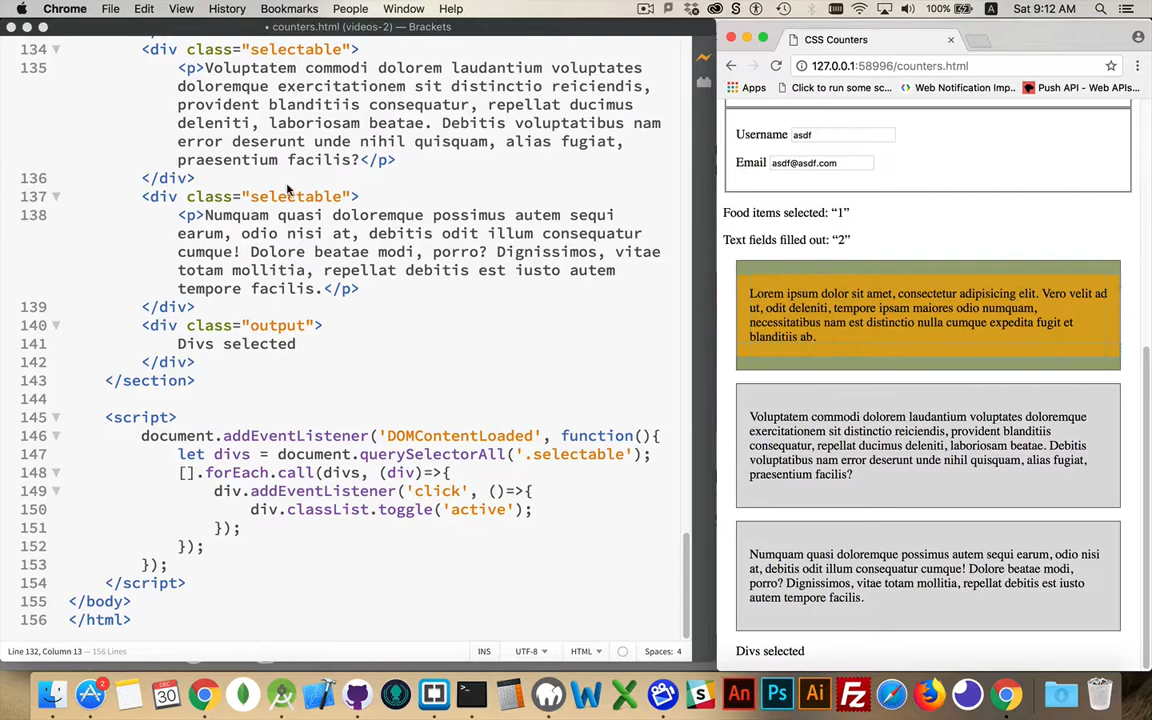 Chrome File Edit View History Bookmarks People Window Help 100% A Sat 9:12 AM
• counters.html (videos-2) — Brackets
134 <div class="selectable">
135 <p>Voluptatem commodi dolorem laudantium voluptates
doloremque exercitationem sit distinctio reiciendis,
provident blanditiis consequatur, repellat ducimus
deleniti, laboriosam beatae. Debitis voluptatibus nam
error deserunt unde nihil quisquam, alias fugiat,
praesentium facilis?</p>
136 </div>
137 <div class="selectable">
138 <p>Numquam quasi doloremque possimus autem sequi
earum, odio nisi at, debitis odit illum consequatur
cumque! Dolore beatae modi, porro? Dignissimos, vitae
totam mollitia, repellat debitis est iusto autem
tempore facilis.</p>
139 </div>
140 <div class="output">
141 Divs selected
142 </div>
143 </section>
144
145 <script>
146 document.addEventListener('DOMContentLoaded', function(){
147 let divs = document.querySelectorAll('.selectable');
148 [].forEach.call(divs, (div)=>{
149 div.addEventListener('click', ()=>{
150 div.classList.toggle('active');
151 });
152 });
153 });
154 </script>
155 </body>
156 </html>
Line 132, Column 13 — 156 Lines INS UTF-8 HTML Spaces: 4
CSS Counters
127.0.0.1:58996/counters.html
Apps Click to run some sc... Web Notification Imp.. Push API - Web APIs...
Username asdf
Email asdf@asdf.com
Food items selected: “1”
Text fields filled out: “2”
Lorem ipsum dolor sit amet, consectetur adipisicing elit. Vero velit ad
ut, odit deleniti, tempore ipsam maiores odio numquam,
necessitatibus nam est distinctio nulla cumque expedita fugit et
blanditiis ab.
Voluptatem commodi dolorem laudantium voluptates doloremque
exercitationem sit distinctio reiciendis, provident blanditiis
consequatur, repellat ducimus deleniti, laboriosam beatae. Debitis
voluptatibus nam error deserunt unde nihil quisquam, alias fugiat,
praesentium facilis?
Numquam quasi doloremque possimus autem sequi earum, odio nisi
at, debitis odit illum consequatur cumque! Dolore beatae modi,
porro? Dignissimos, vitae totam mollitia, repellat debitis est iusto
autem tempore facilis.
Divs selected
2 DEC 30 W X S An Ps Ai Fz